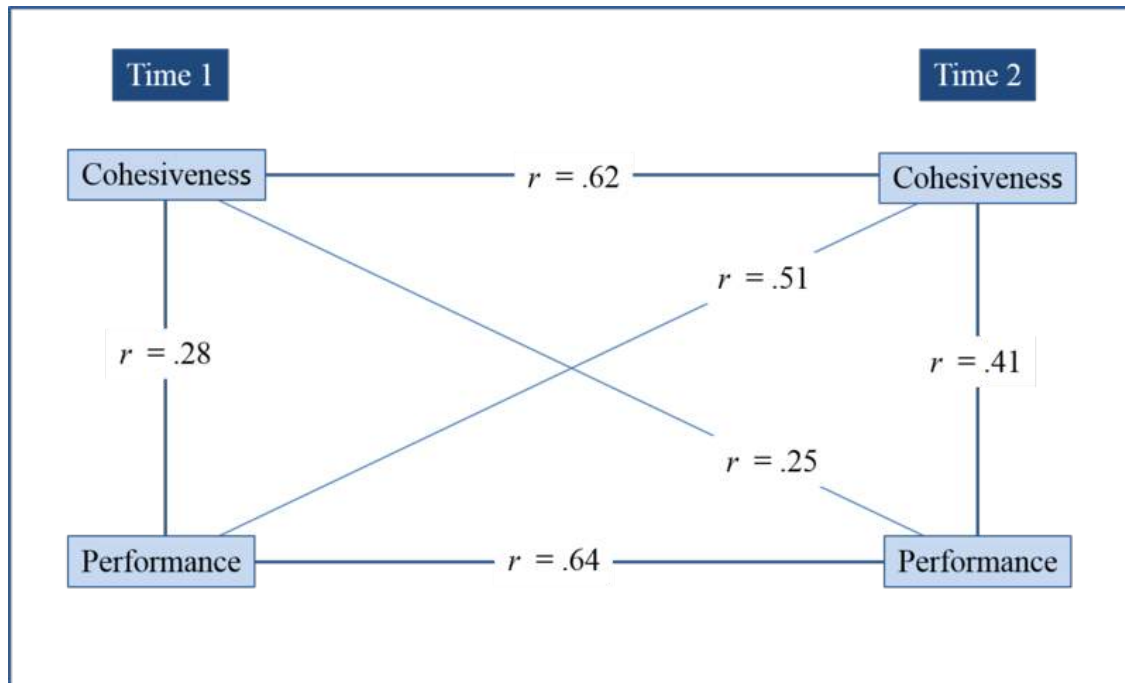 Time 1
Time 2
Cohesiveness
r = .62
Cohesiveness
r = .51
r = .28
r = .41
r = .25
Performance
r = .64
Performance